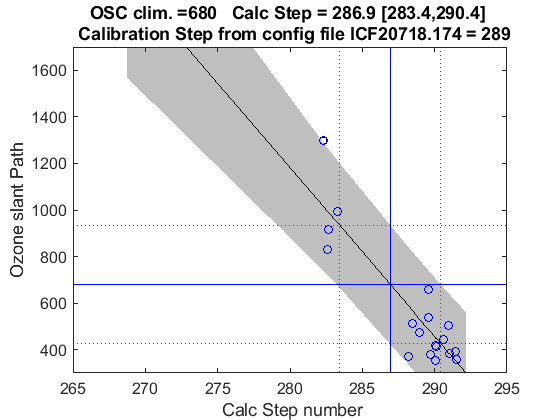 OSC clim. =680 Calc Step = 286.9 [283.4,290.4]
Calibration Step from config file ICF20718.174 = 289
1600
1400
1200
1000
800
600
400
Ozone slant Path
265 270 275 280 285 290 295
Calc Step number